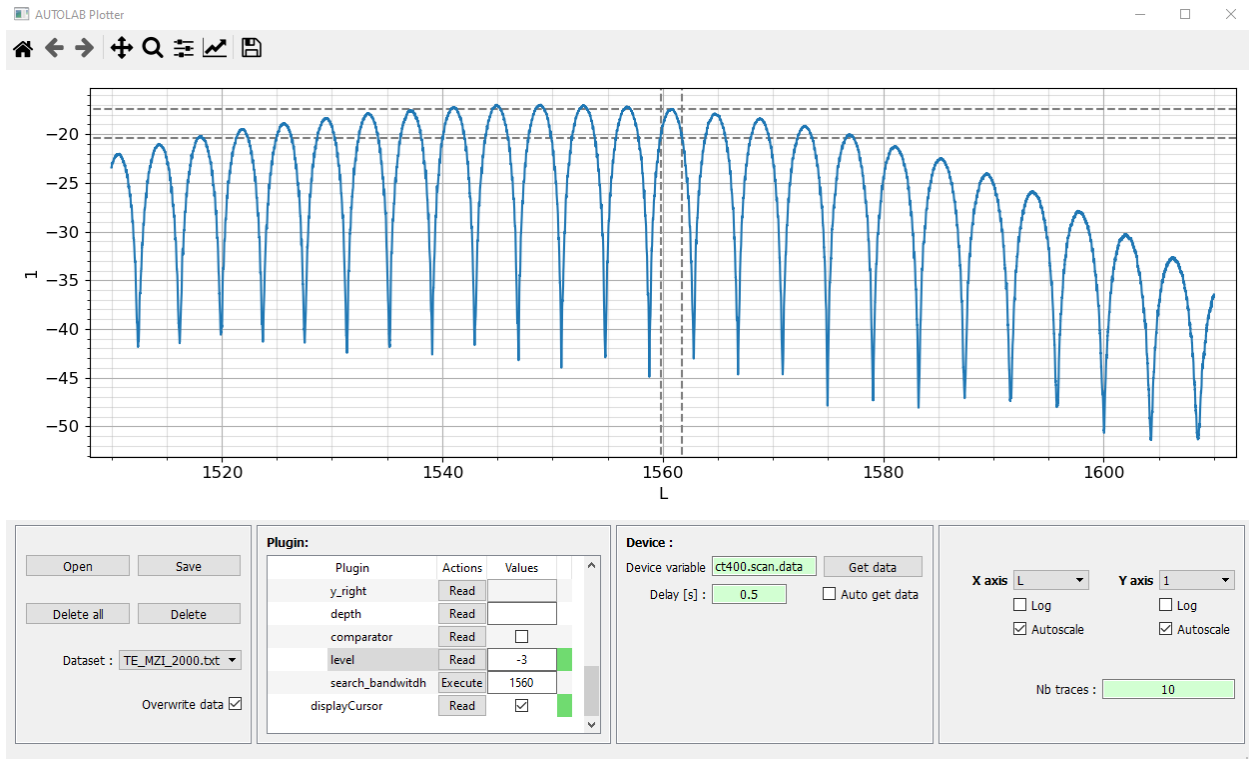 AUTOLAB Plotter
−20
−25
−30
−35
−40
−45
−50
1
1520 1540 1560 1580 1600
L
Open Save
Delete all Delete
Dataset : TE_MZI_2000.txt
Overwrite data
Plugin:
Plugin Actions Values
y_right Read
depth Read
comparator Read
level Read -3
search_bandwitdh Execute 1560
displayCursor Read
Device :
Device variable ct400.scan.data Get data
Delay [s] : 0.5 Auto get data
X axis L Y axis 1
Log Log
Autoscale Autoscale
Nb traces : 10